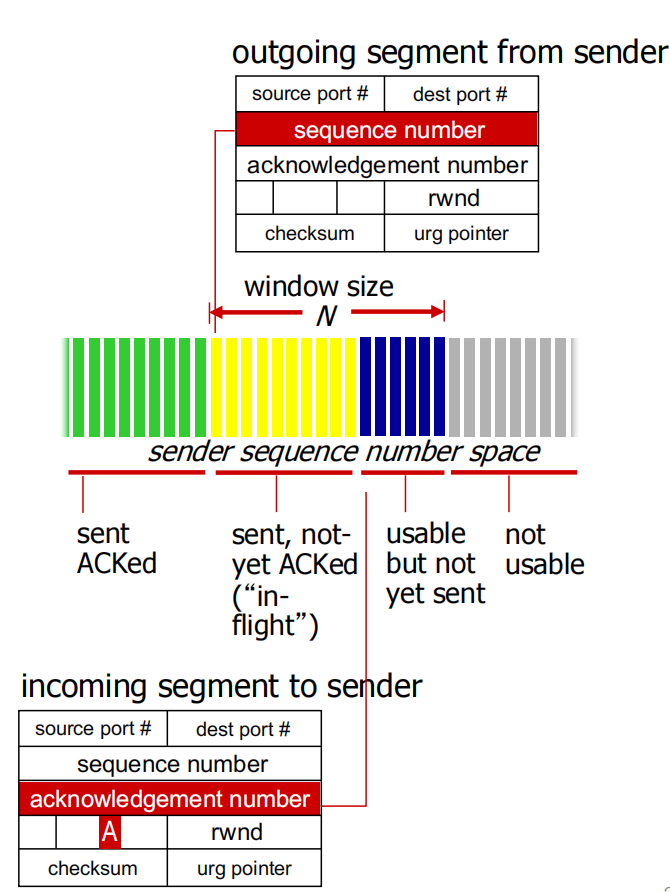 outgoing segment from sender
source port # dest port #
sequence number
acknowledgement number
rwnd
checksum urg pointer
window size
N
sender sequence number space
sent
ACKed
sent, not-
yet ACKed
(“in-
flight”)
usable
but not
yet sent
not
usable
incoming segment to sender
source port # dest port #
sequence number
acknowledgement number
A rwnd
checksum urg pointer